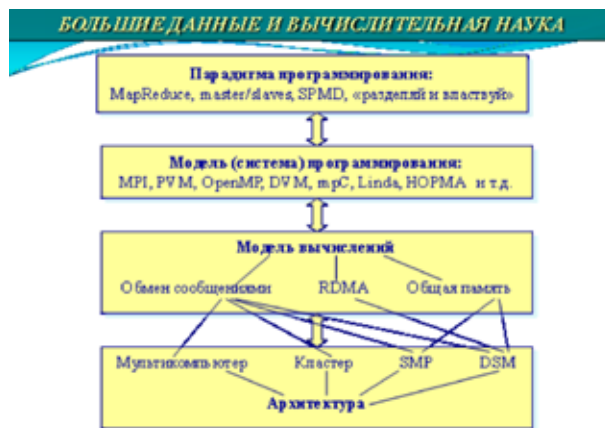 БОЛЬШИЕ ДАННЫЕ И ВЫЧИСЛИТЕЛЬНАЯ НАУКА
Парадигма программирования:
MapReduce, master/slaves, SPMD, «разделяй и властвуй»
Модель (система) программирования:
MPI, PVM, OpenMP, DVM, mpC, Linda, НОРМА и т.д.
Модель вычислений
Обмен сообщениями RDMA Общая память
Мультикомпьютер Кластер SMP DSM
Архитектура